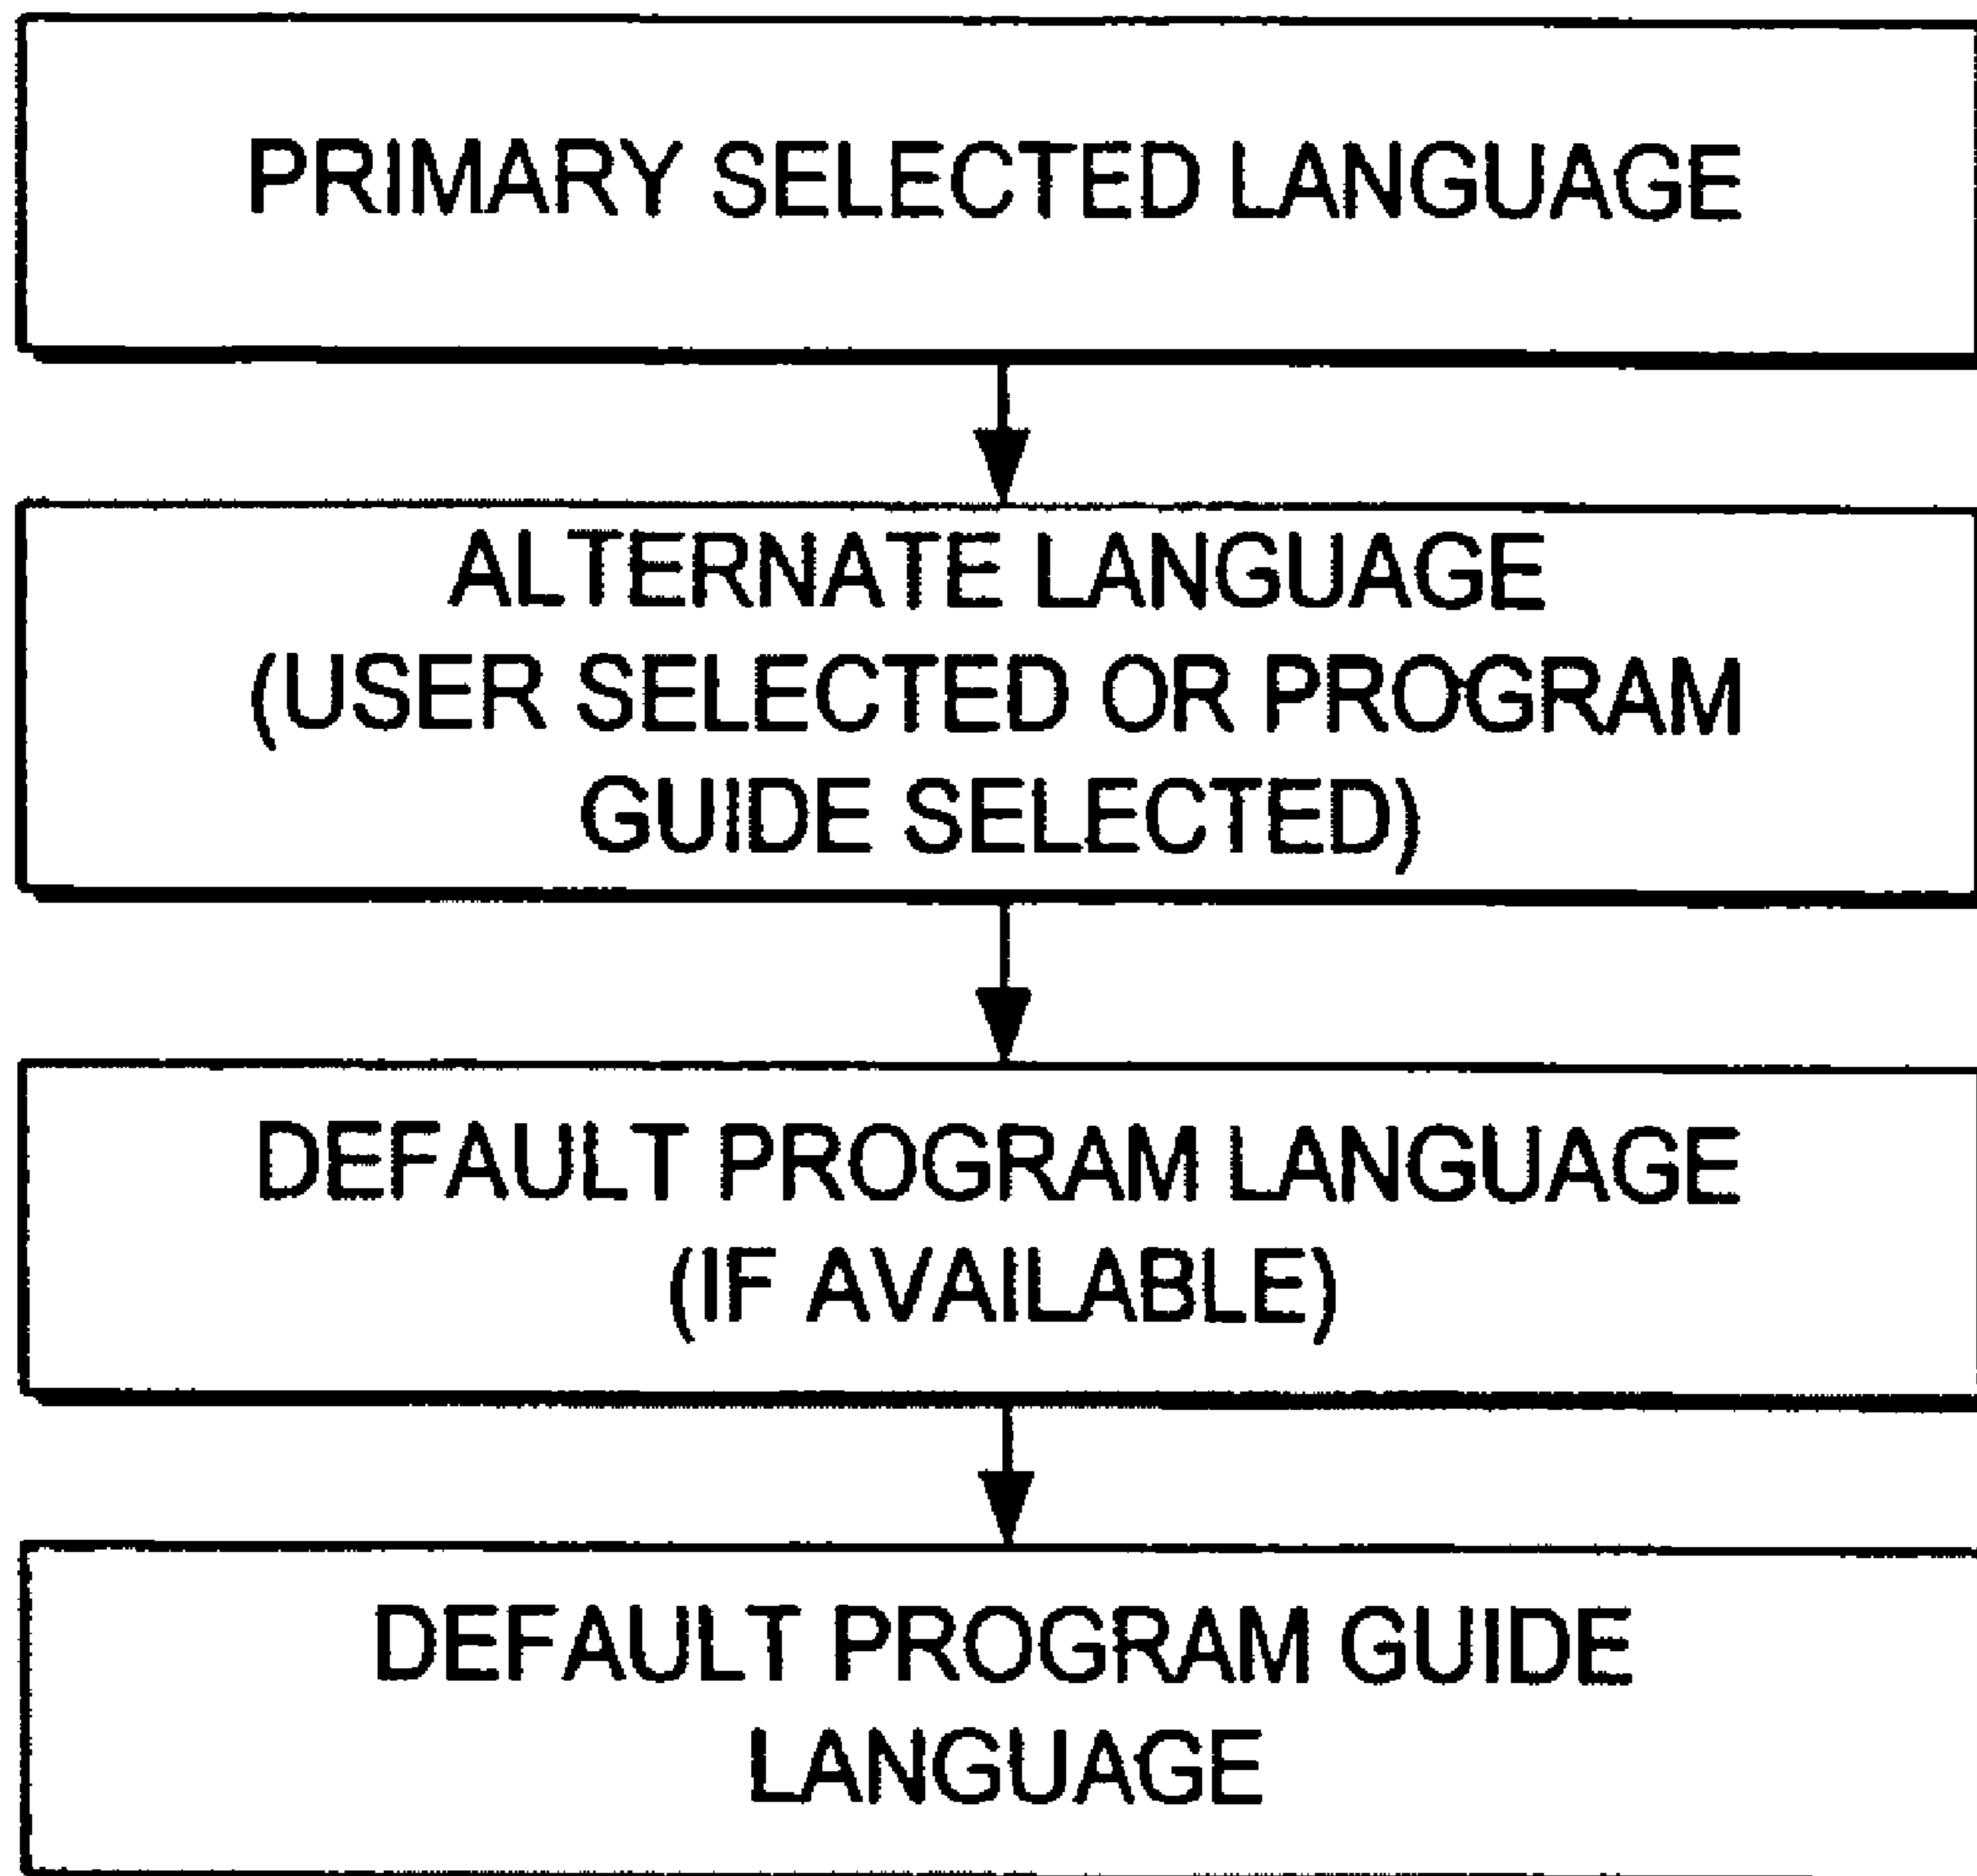 PRIMARY SELECTED LANGUAGE
ALTERNATE LANGUAGE
(USER SELECTED OR PROGRAM
GUIDE SELECTED)
DEFAULT PROGRAM LANGUAGE
(IF AVAILABLE)
DEFAULT PROGRAM GUIDE
LANGUAGE